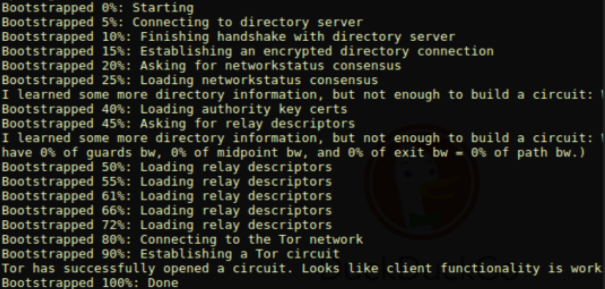 Bootstrapped 0%: Starting
Bootstrapped 5%: Connecting to directory server
Bootstrapped 10%: Finishing handshake with directory server
Bootstrapped 15%: Establishing an encrypted directory connection
Bootstrapped 20%: Asking for networkstatus consensus
Bootstrapped 25%: Loading networkstatus consensus
I learned some more directory information, but not enough to build a circuit:
Bootstrapped 40%: Loading authority key certs
Bootstrapped 45%: Asking for relay descriptors
I learned some more directory information, but not enough to build a circuit:
have 0% of guards bw, 0% of midpoint bw, and 0% of exit bw = 0% of path bw.)
Bootstrapped 50%: Loading relay descriptors
Bootstrapped 55%: Loading relay descriptors
Bootstrapped 61%: Loading relay descriptors
Bootstrapped 66%: Loading relay descriptors
Bootstrapped 72%: Loading relay descriptors
Bootstrapped 80%: Connecting to the Tor network
Bootstrapped 90%: Establishing a Tor circuit
Tor has successfully opened a circuit. Looks like client functionality is work
Bootstrapped 100%: Done